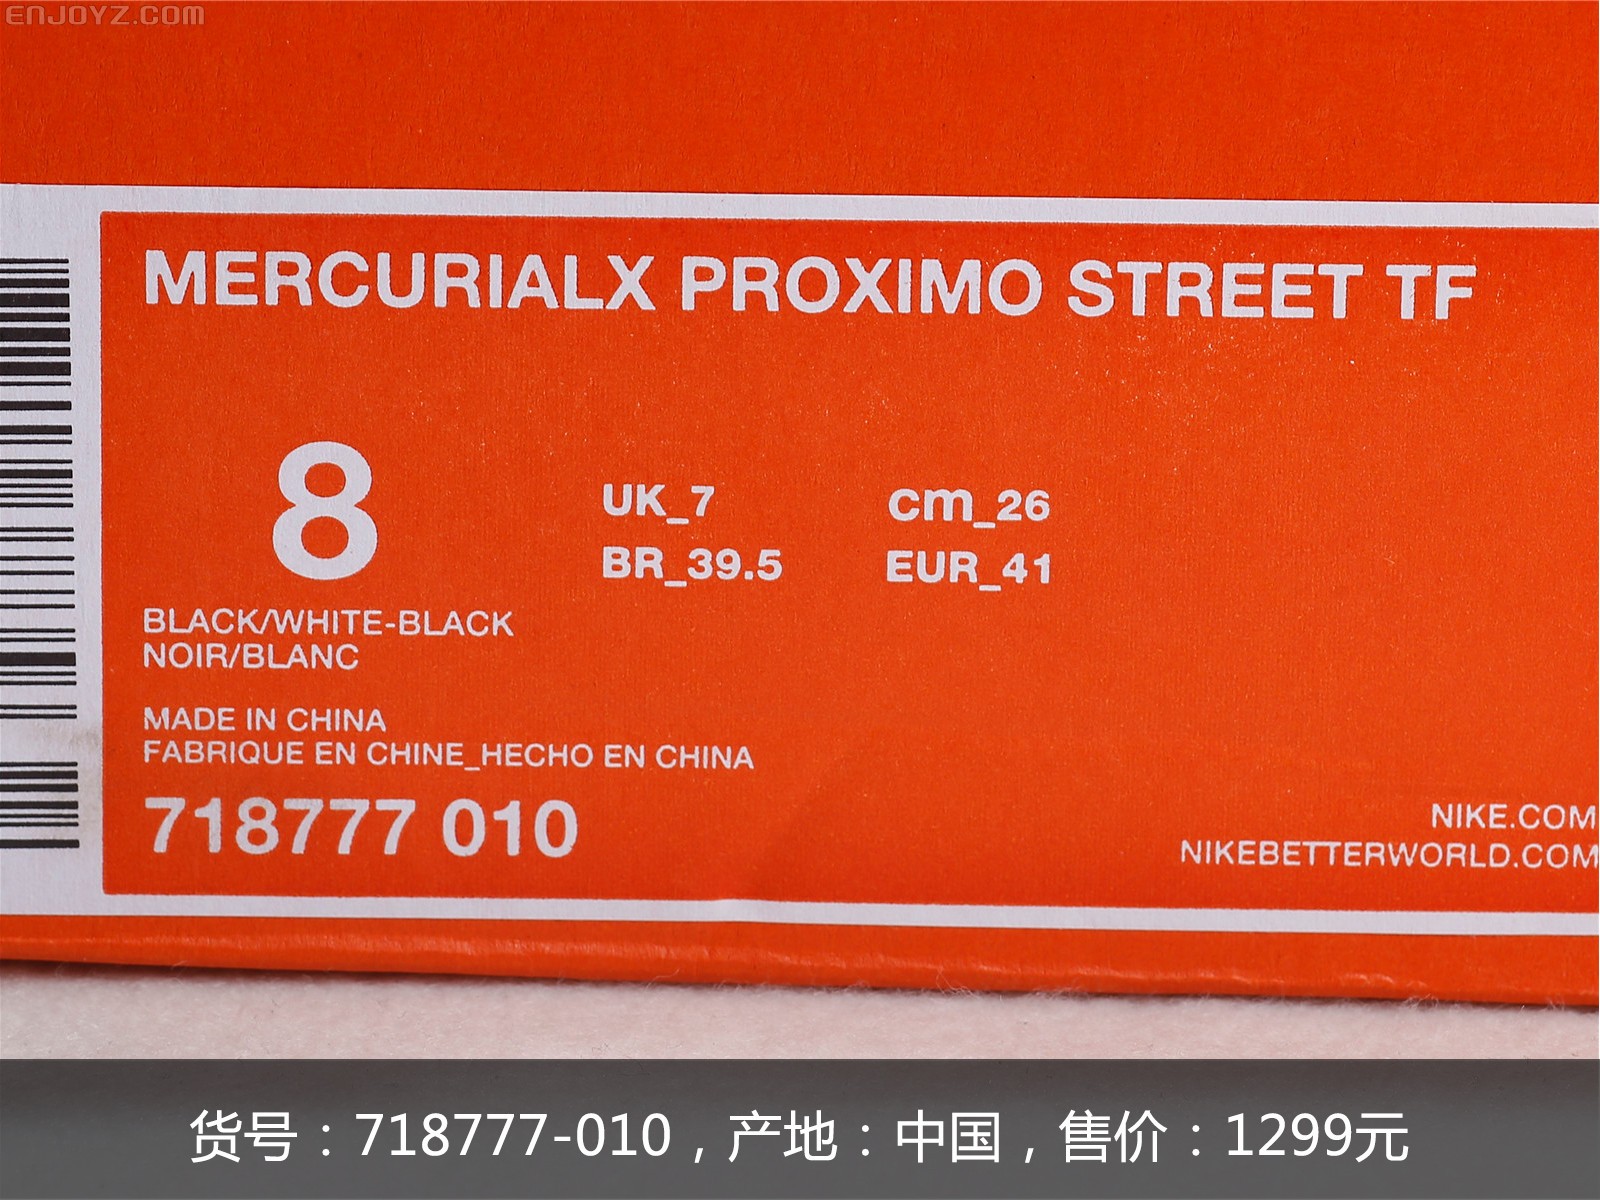 ENJOYZ.COM
MERCURIALX PROXIMO STREET TF
8
UK_7 cm_26
BR_39.5 EUR_41
BLACK/WHITE-BLACK
NOIR/BLANC
MADE IN CHINA
FABRIQUE EN CHINE_HECHO EN CHINA
718777 010
NIKE.COM
NIKEBETTERWORLD.COM
货号：718777-010，产地：中国，售价：1299元